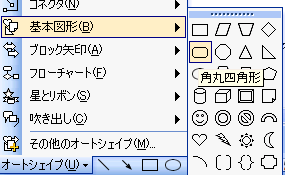 コネクタ(N)
基本図形(B)
ブロック矢印(A)
フローチャート(F)
星とリボン(S)
吹き出し(C)
その他のオートシェイプ(M)...
オートシェイプ(U)
角丸四角形